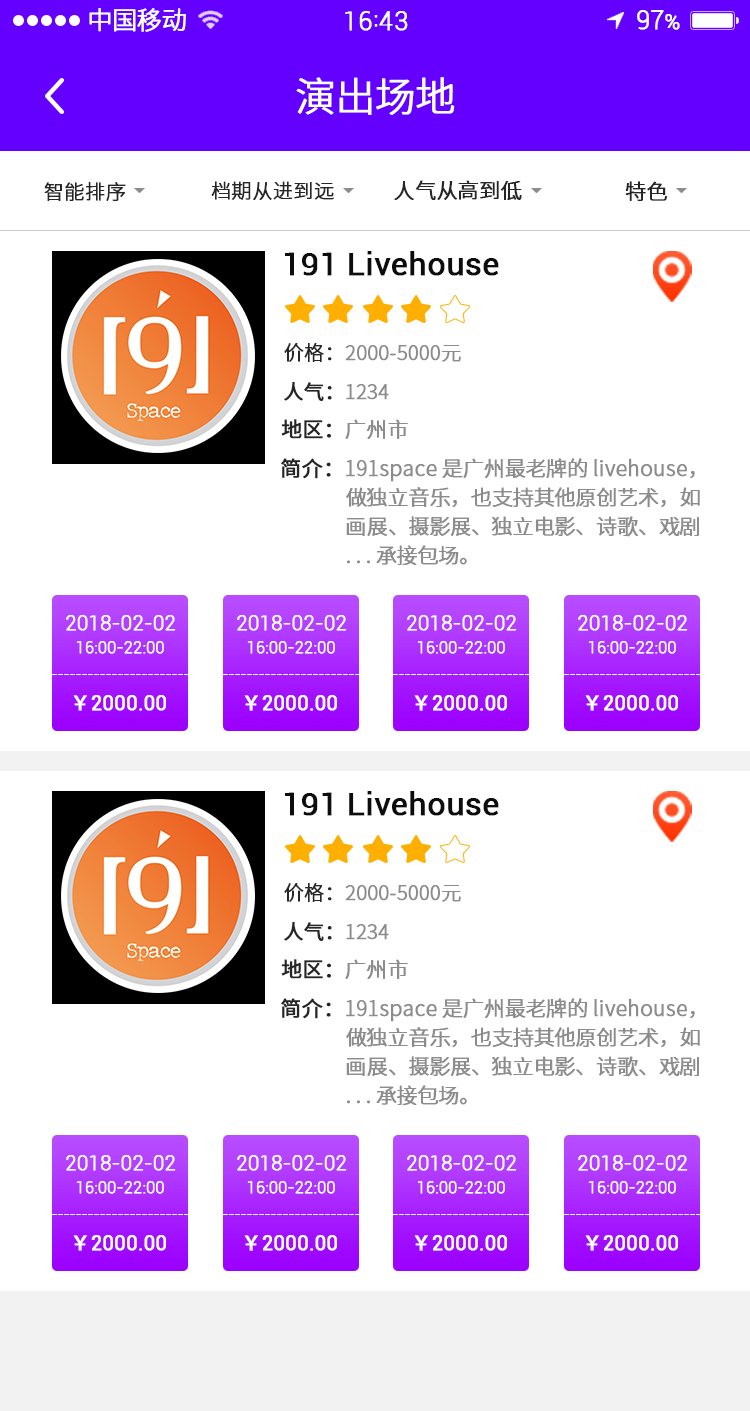 中国移动 16:43 97%
演出场地
智能排序 档期从进到远 人气从高到低 特色
191 Livehouse
191
Space
价格：2000-5000元
人气：1234
地区：广州市
简介：191space 是广州最老牌的 livehouse，
做独立音乐，也支持其他原创艺术，如
画展、摄影展、独立电影、诗歌、戏剧
... 承接包场。
2018-02-02 2018-02-02 2018-02-02 2018-02-02
16:00-22:00 16:00-22:00 16:00-22:00 16:00-22:00
￥2000.00 ￥2000.00 ￥2000.00 ￥2000.00
191 Livehouse
191
Space
价格：2000-5000元
人气：1234
地区：广州市
简介：191space 是广州最老牌的 livehouse，
做独立音乐，也支持其他原创艺术，如
画展、摄影展、独立电影、诗歌、戏剧
... 承接包场。
2018-02-02 2018-02-02 2018-02-02 2018-02-02
16:00-22:00 16:00-22:00 16:00-22:00 16:00-22:00
￥2000.00 ￥2000.00 ￥2000.00 ￥2000.00